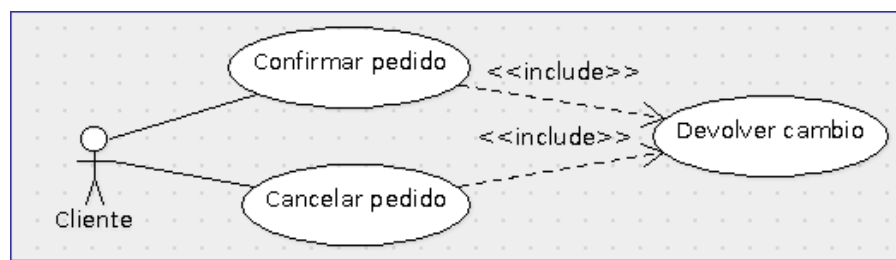 Confirmar pedido
<<include>>
Devolver cambio
<<include>>
Cancelar pedido
Cliente